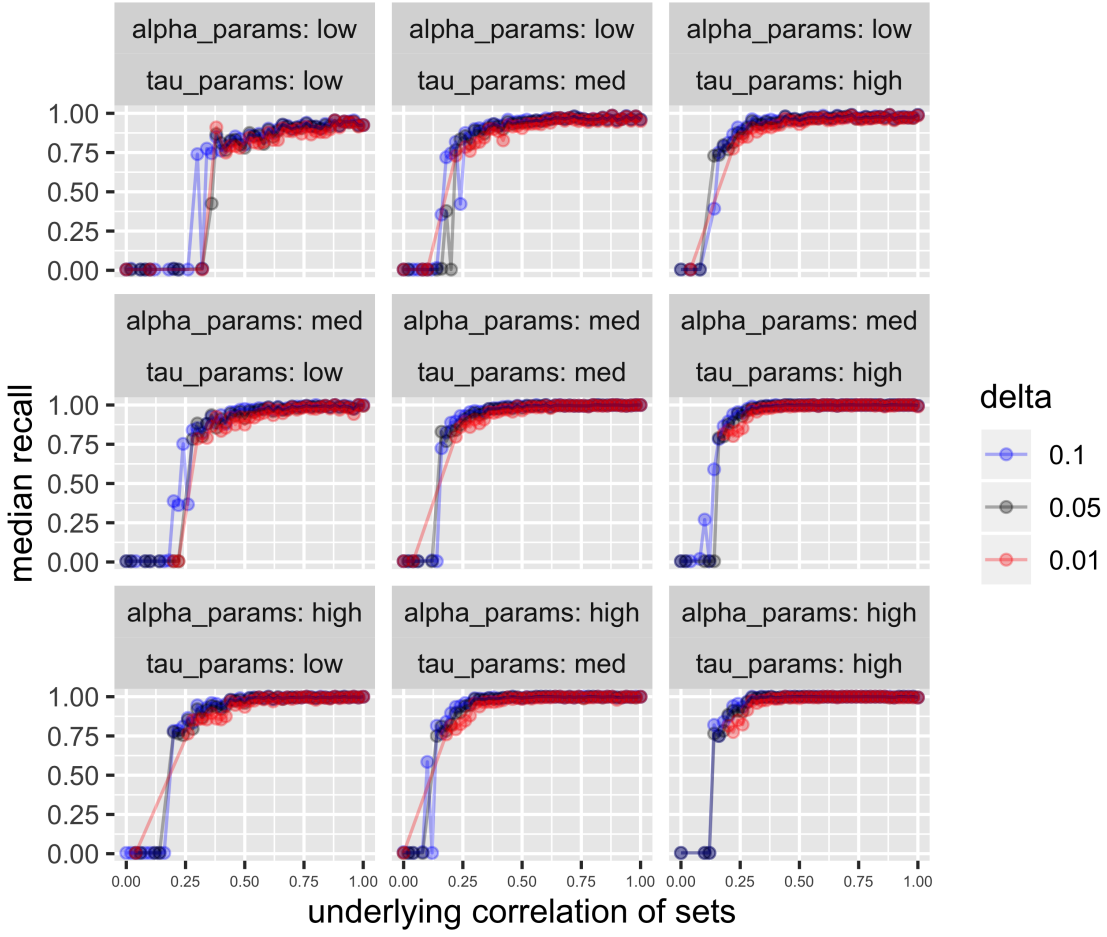 alpha_params: low
alpha_params: low
alpha_params: low
tau_params: low
tau_params: med
tau_params: high
1.00
0.75
0.50
0.25
0.00
alpha_params: med
alpha_params: med
alpha_params: med
tau_params: low
tau_params: med
tau_params: high
1.00
0.75
0.50
0.25
0.00
median recall
delta
0.1
0.05
0.01
alpha_params: high
alpha_params: high
alpha_params: high
tau_params: low
tau_params: med
tau_params: high
1.00
0.75
0.50
0.25
0.00
0.00 0.25 0.50 0.75 1.00
0.00 0.25 0.50 0.75 1.00
0.00 0.25 0.50 0.75 1.00
underlying correlation of sets